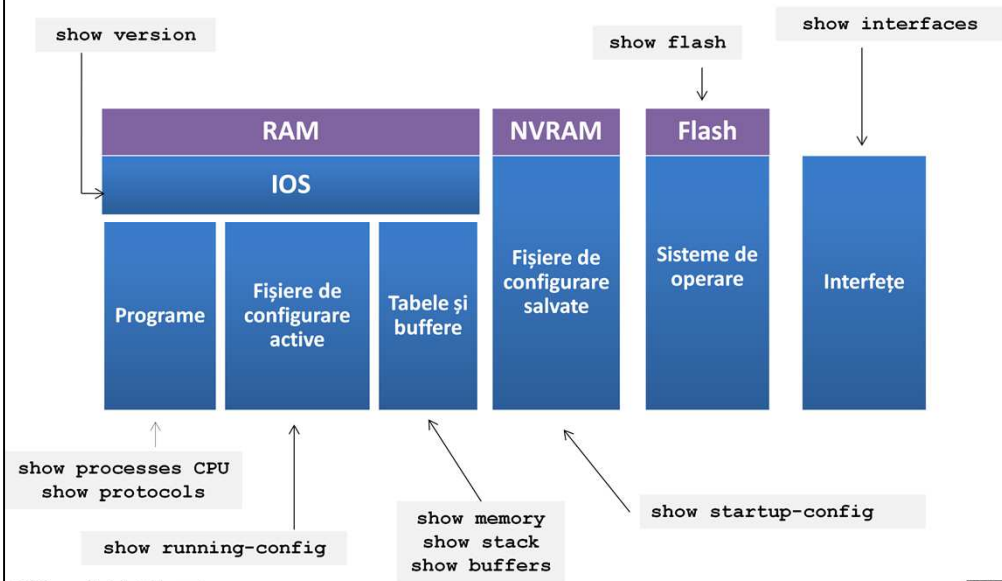 show version
show flash
show interfaces
RAM
NVRAM
Flash
IOS
Programe
Fișiere de
configurare
active
Tabele și
buffere
Fișiere de
configurare
salvate
Sisteme de
operare
Interfețe
show processes CPU
show protocols
show running-config
show memory
show stack
show buffers
show startup-config